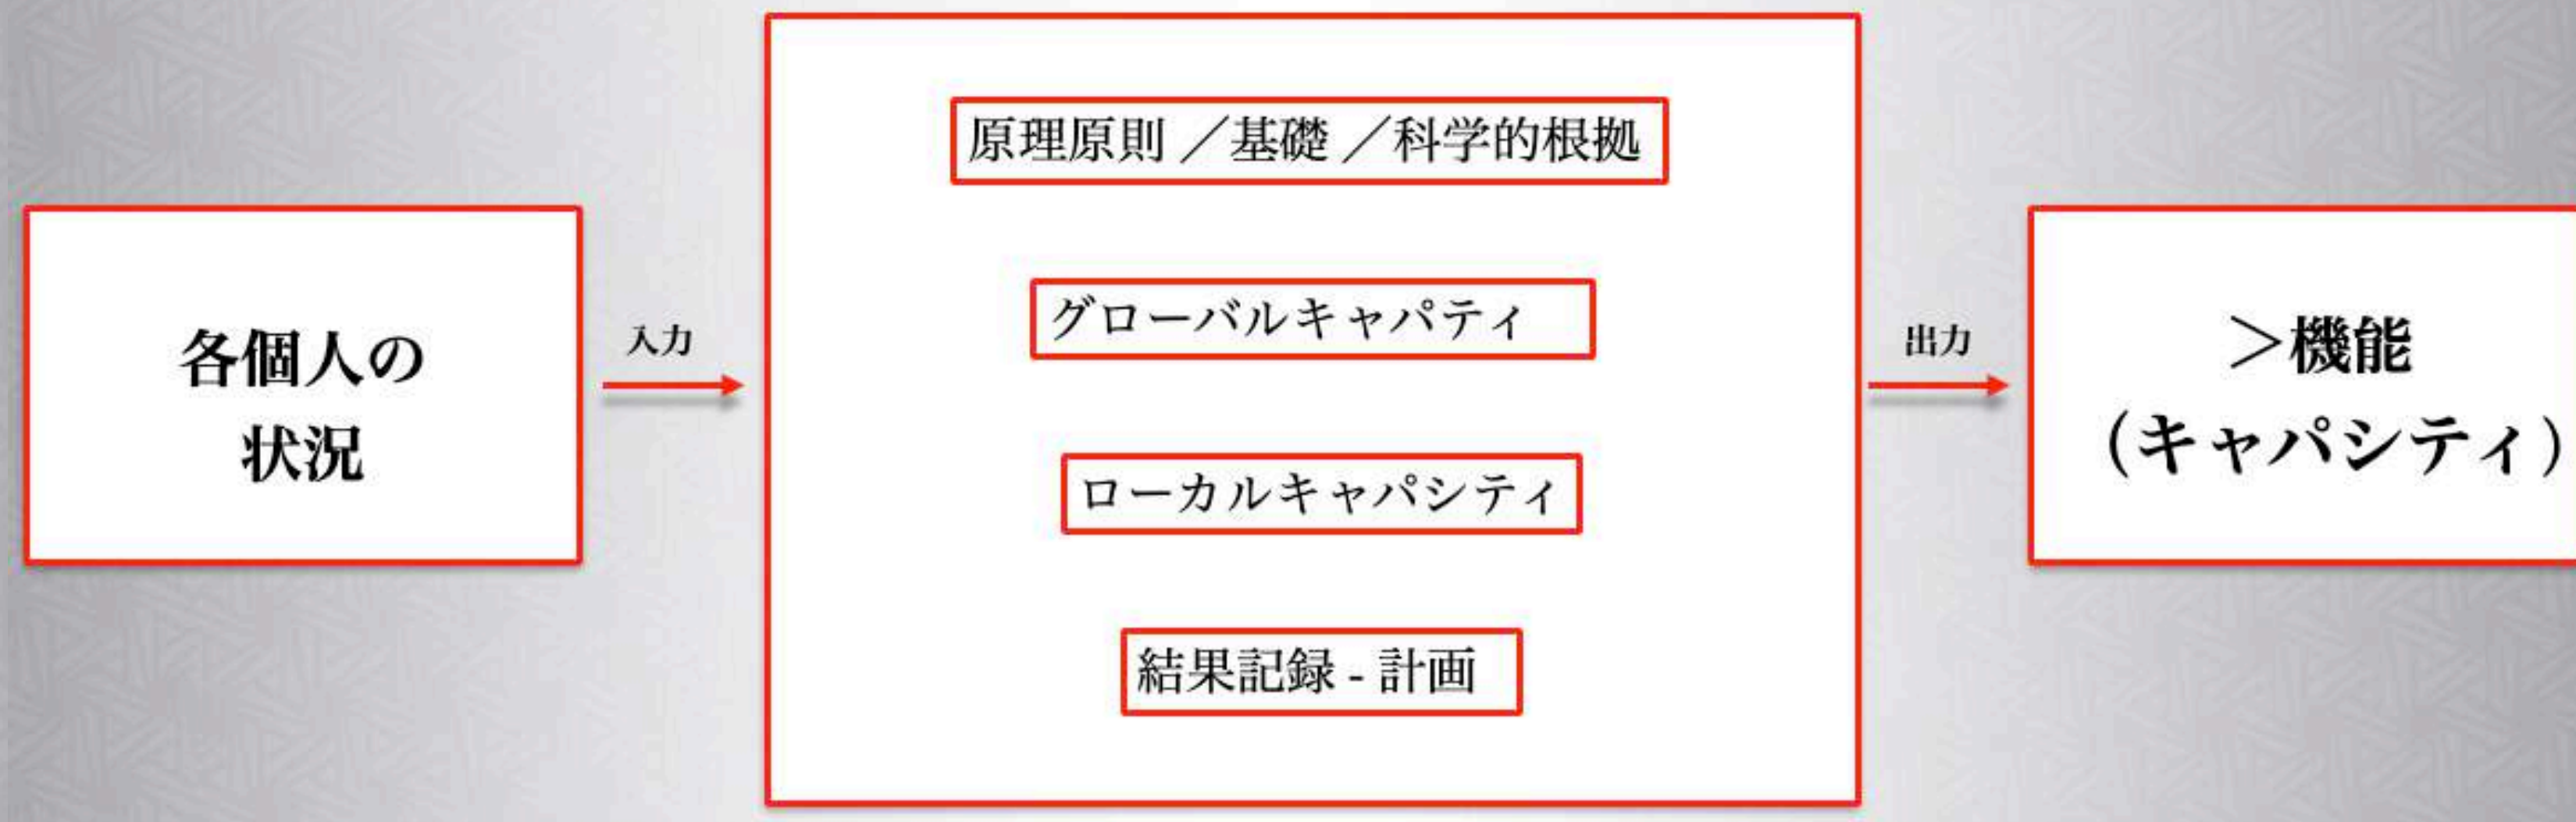 各個人の
状況
入力
原理原則 ／基礎 ／科学的根拠
グローバルキャパティ
ローカルキャパシティ
結果記録 - 計画
出力
＞機能
（キャパシティ）